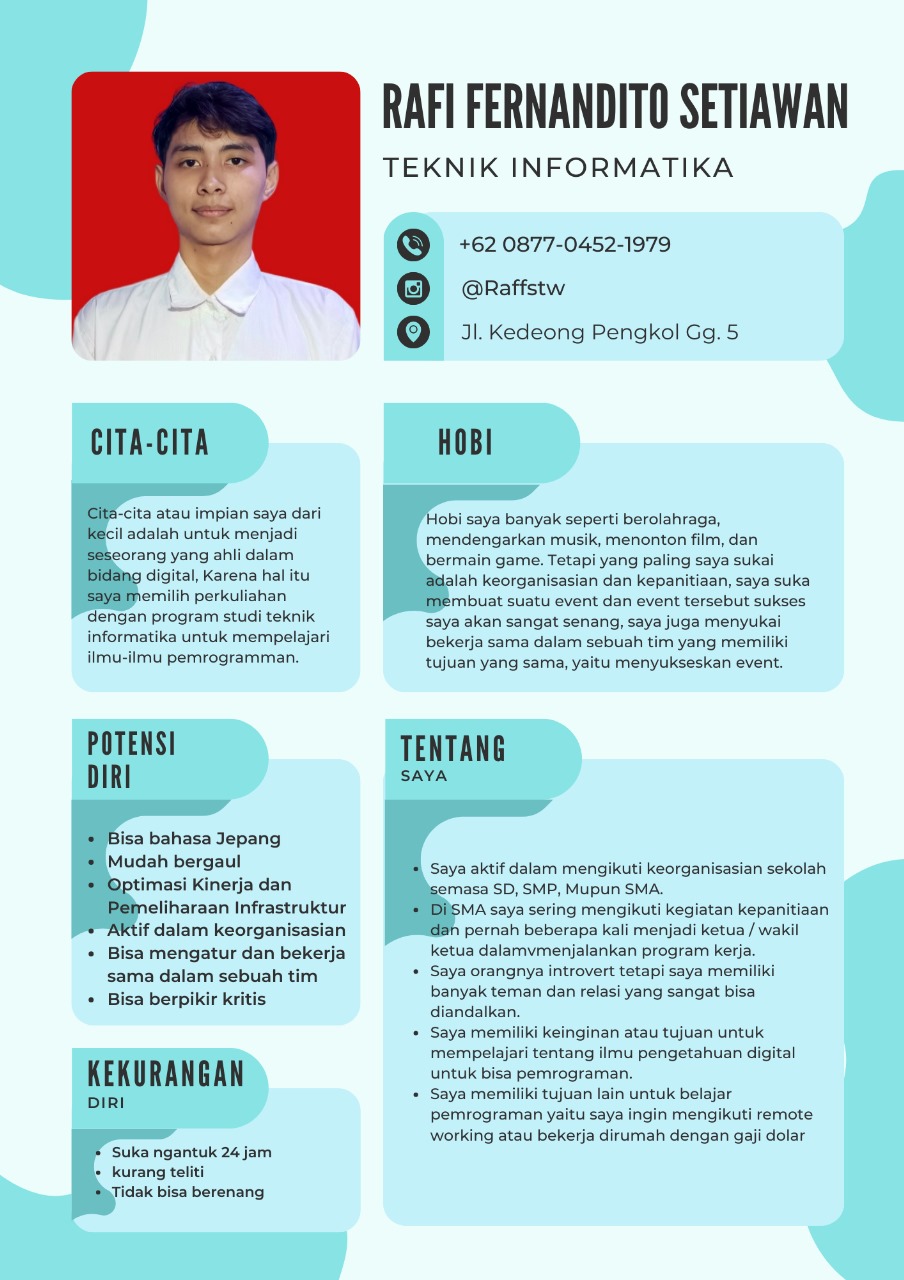 RAFI FERNANDITO SETIAWAN
TEKNIK INFORMATIKA
+62 0877-0452-1979
@Raffstw
Jl. Kedeong Pengkol Gg. 5
CITA-CITA
Cita-cita atau impian saya dari
kecil adalah untuk menjadi
seseorang yang ahli dalam
bidang digital, Karena hal itu
saya memilih perkuliahan
dengan program studi teknik
informatika untuk mempelajari
ilmu-ilmu pemrogramman.
HOBI
Hobi saya banyak seperti berolahraga,
mendengarkan musik, menonton film, dan
bermain game. Tetapi yang paling saya sukai
adalah keorganisasian dan kepanitiaan, saya suka
membuat suatu event dan event tersebut sukses
saya akan sangat senang, saya juga menyukai
bekerja sama dalam sebuah tim yang memiliki
tujuan yang sama, yaitu menyukseskan event.
POTENSI
DIRI
• Bisa bahasa Jepang
• Mudah bergaul
• Optimasi Kinerja dan
Pemeliharaan Infrastruktur
• Aktif dalam keorganisasian
• Bisa mengatur dan bekerja
sama dalam sebuah tim
• Bisa berpikir kritis
TENTANG
SAYA
• Saya aktif dalam mengikuti keorganisasian sekolah
semasa SD, SMP, Mupun SMA.
• Di SMA saya sering mengikuti kegiatan kepanitiaan
dan pernah beberapa kali menjadi ketua / wakil
ketua dalamvmenjalankan program kerja.
• Saya orangnya introvert tetapi saya memiliki
banyak teman dan relasi yang sangat bisa
diandalkan.
• Saya memiliki keinginan atau tujuan untuk
mempelajari tentang ilmu pengetahuan digital
untuk bisa pemrograman.
• Saya memiliki tujuan lain untuk belajar
pemrograman yaitu saya ingin mengikuti remote
working atau bekerja dirumah dengan gaji dolar
KEKURANGAN
DIRI
• Suka ngantuk 24 jam
• kurang teliti
• Tidak bisa berenang